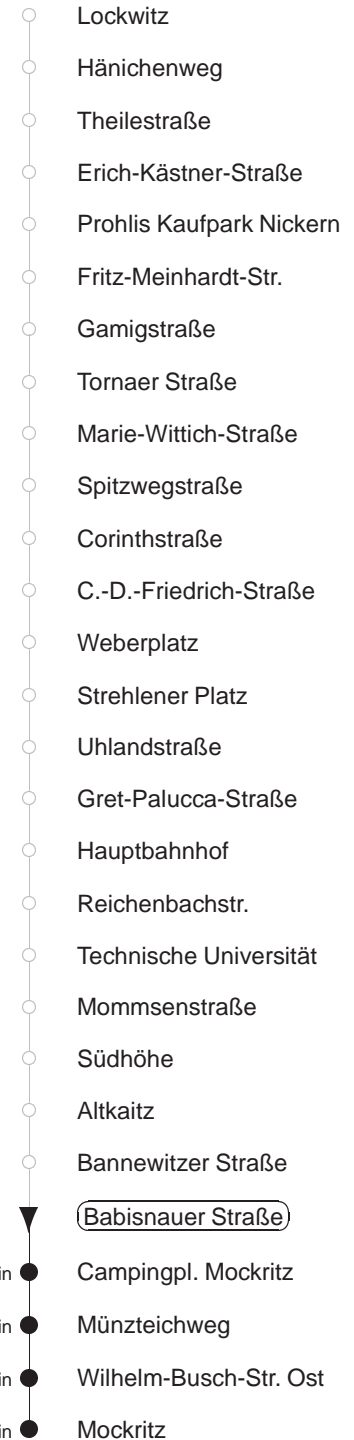 Lockwitz
Hänichenweg
Theilestraße
Erich-Kästner-Straße
Prohlis Kaufpark Nickern
Fritz-Meinhardt-Str.
Gamigstraße
Tornaer Straße
Marie-Wittich-Straße
Spitzwegstraße
Corinthstraße
C.-D.-Friedrich-Straße
Weberplatz
Strehlener Platz
Uhlandstraße
Gret-Palucca-Straße
Hauptbahnhof
Reichenbachstr.
Technische Universität
Mommsenstraße
Südhöhe
Altkaitz
Bannewitzer Straße
Babisnauer Straße
Campingpl. Mockritz
Münzteichweg
Wilhelm-Busch-Str. Ost
Mockritz